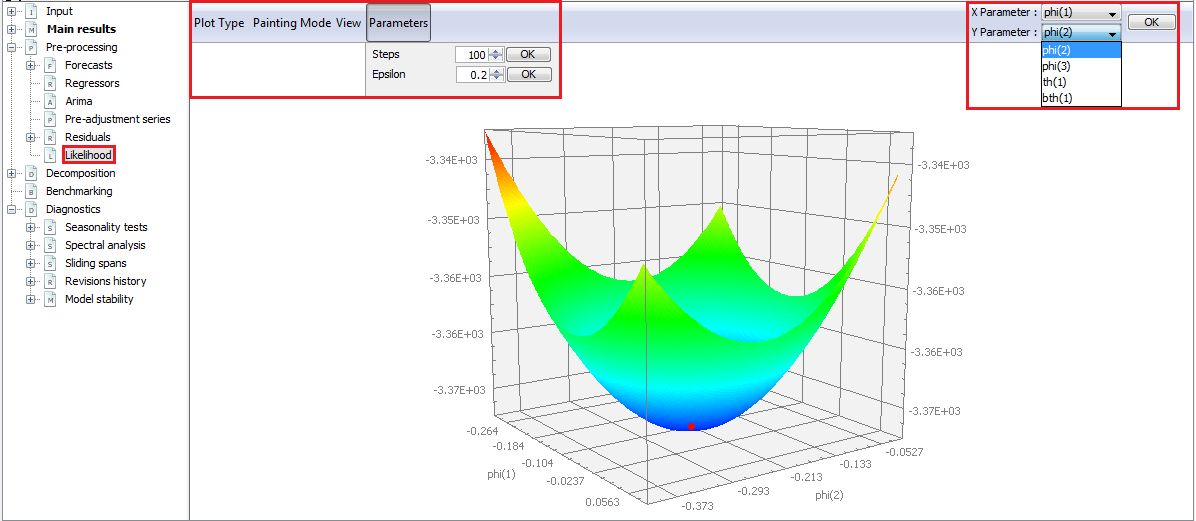 Input
Main results
Pre-processing
Forecasts
Regressors
Arima
Pre-adjustment series
Residuals
Likelihood
Decomposition
Benchmarking
Diagnostics
Seasonality tests
Spectral analysis
Sliding spans
Revisions history
Model stability
Plot Type Painting Mode View Parameters
Steps 100 OK
Epsilon 0.2 OK
X Parameter : phi(1)
Y Parameter : phi(2)
OK
phi(2)
phi(3)
th(1)
bth(1)
-3.34E+03
-3.35E+03
-3.36E+03
-3.36E+03
-3.37E+03
-3.34E+03
-3.35E+03
-3.36E+03
-3.36E+03
-3.37E+03
-0.264
-0.184
-0.104
-0.0237
0.0563
phi(1)
-0.373
-0.293
-0.213
-0.133
-0.0527
phi(2)